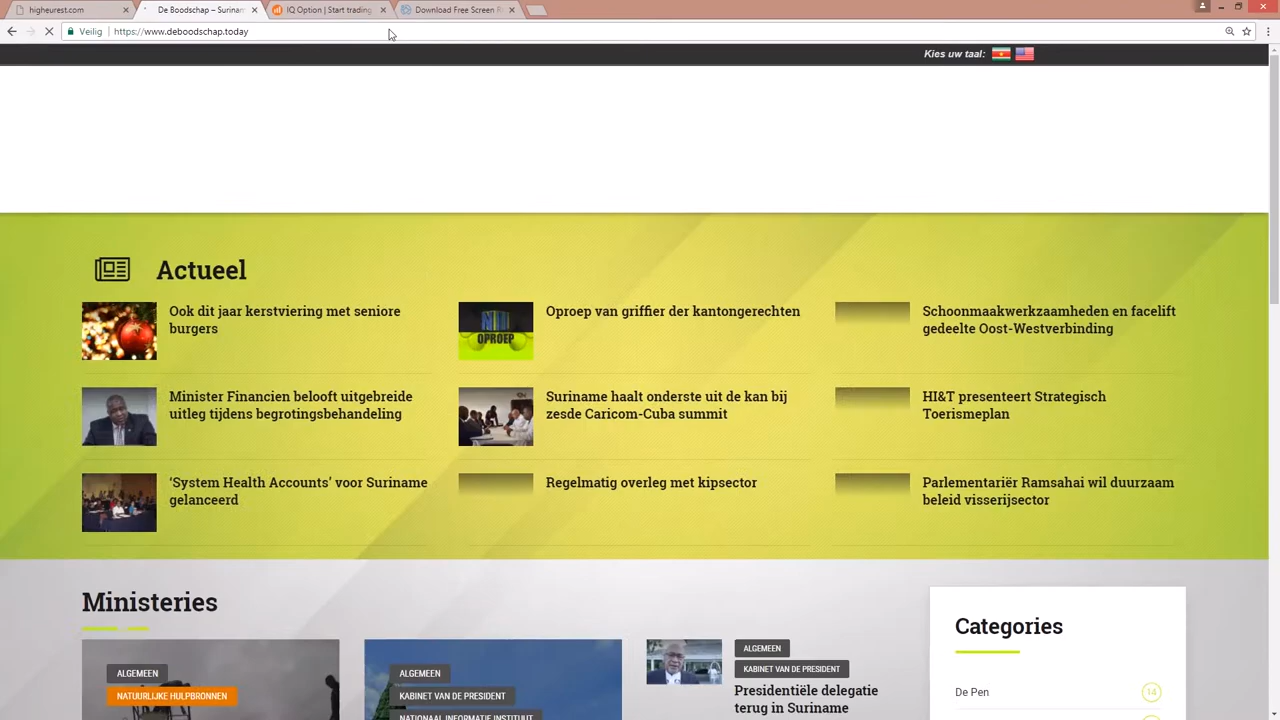 higheurest.com
De Boodschap – Surinam
IQ Option | Start trading
Download Free Screen R
Veilig
https://www.deboodschap.today
Kies uw taal:
Actueel
Ook dit jaar kerstviering met seniore
burgers
Oproep van griffier der kantongerechten
OPROEP
Schoonmaakwerkzaamheden en facelift
gedeelte Oost-Westverbinding
Minister Financien belooft uitgebreide
uitleg tijdens begrotingsbehandeling
Suriname haalt onderste uit de kan bij
zesde Caricom-Cuba summit
HI&T presenteert Strategisch
Toerismeplan
‘System Health Accounts’ voor Suriname
gelanceerd
Regelmatig overleg met kipsector
Parlementariër Ramsahai wil duurzaam
beleid visserijsector
Ministeries
ALGEMEEN
NATUURLIJKE HULPBRONNEN
ALGEMEEN
KABINET VAN DE PRESIDENT
NATIONAAL INFORMATIE INSTITUUT
ALGEMEEN
KABINET VAN DE PRESIDENT
Presidentiële delegatie
terug in Suriname
Categories
De Pen
14